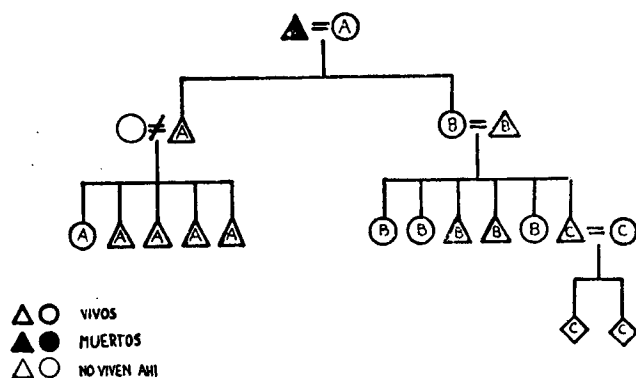 A
A B B
A A A A A B B B B B C C
C C
VIVOS
MUERTOS
NO VIVEN AHI